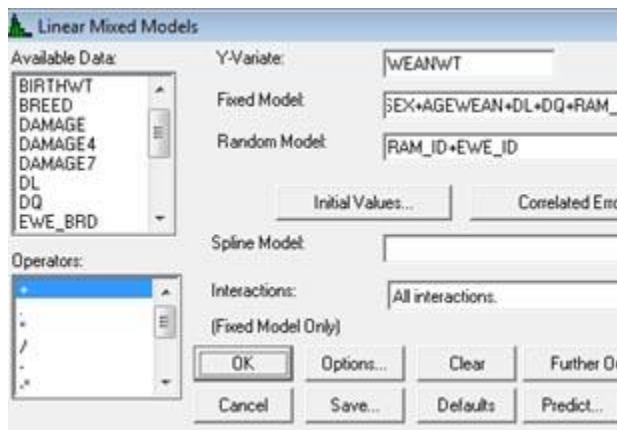 Linear Mixed Models
Available Data:
BIRTHWT
BREED
DAMAGE
DAMAGE4
DAMAGE7
DL
DQ
EWE_BRD
Operators:
+
.
*
/
-
.*
Y-Variate:
WEANWT
Fixed Model:
SEX+AGEWEAN+DL+DQ+RAM_
Random Model:
RAM_ID+EWE_ID
Initial Values...
Correlated Erro
Spline Model:
Interactions:
All interactions.
(Fixed Model Only)
OK
Options...
Clear
Further O
Cancel
Save...
Defaults
Predict...